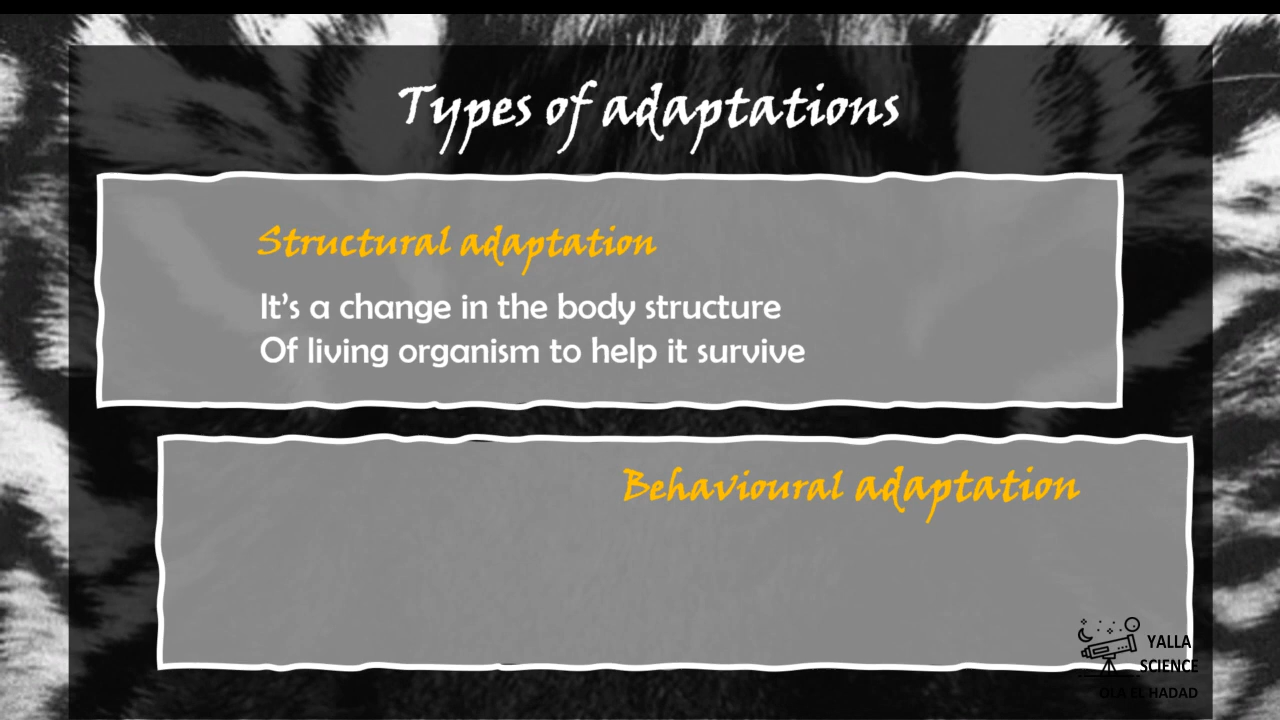 Types of adaptations
Structural adaptation
It's a change in the body structure
Of living organism to help it survive
Behavioural adaptation
YALLA
SCIENCE
OLA EL HADAD